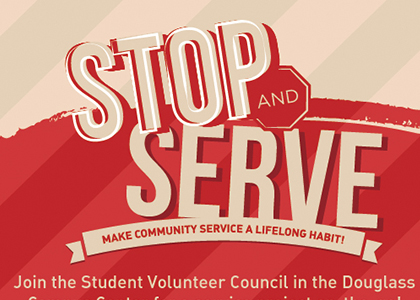 STOP
AND
SERVE
MAKE COMMUNITY SERVICE A LIFELONG HABIT!
Join the Student Volunteer Council in the Douglass